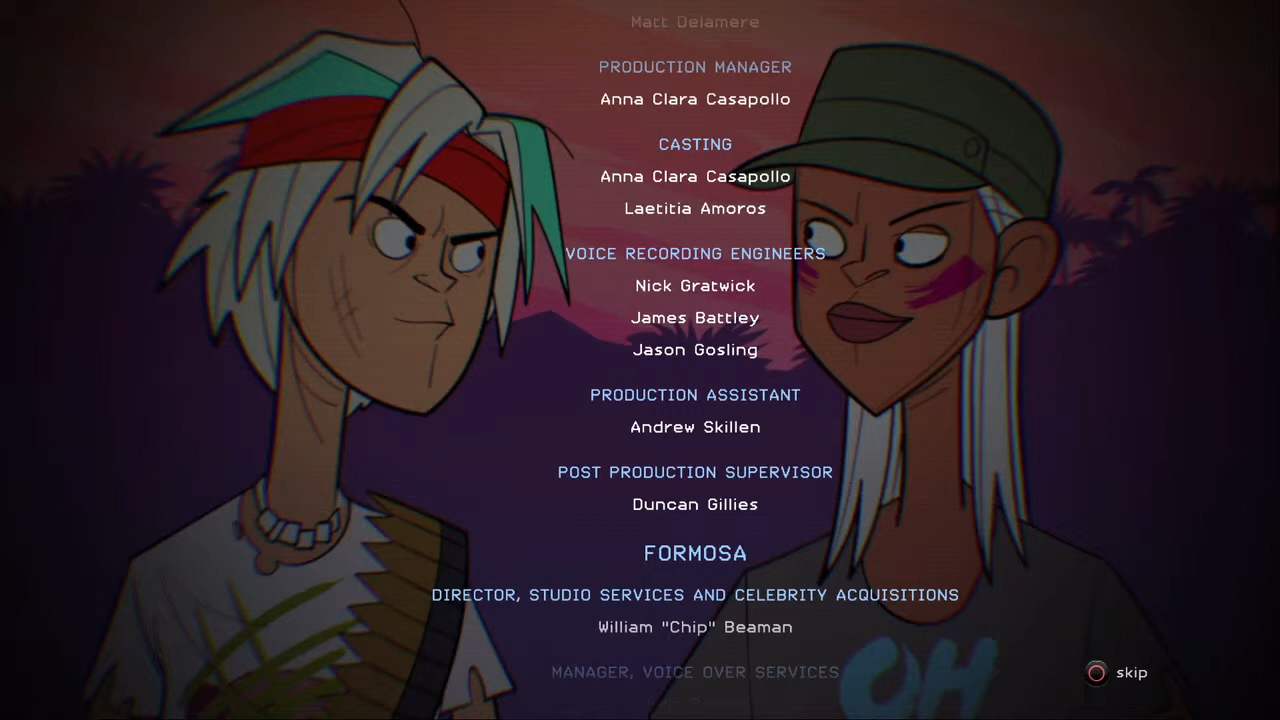 Matt Delamere
PRODUCTION MANAGER
Anna Clara Casapollo
CASTING
Anna Clara Casapollo
Laetitia Amoros
VOICE RECORDING ENGINEERS
Nick Gratwick
James Battley
Jason Gosling
PRODUCTION ASSISTANT
Andrew Skillen
POST PRODUCTION SUPERVISOR
Duncan Gillies
FORMOSA
DIRECTOR, STUDIO SERVICES AND CELEBRITY ACQUISITIONS
William "Chip" Beaman
MANAGER, VOICE OVER SERVICES
OH
skip